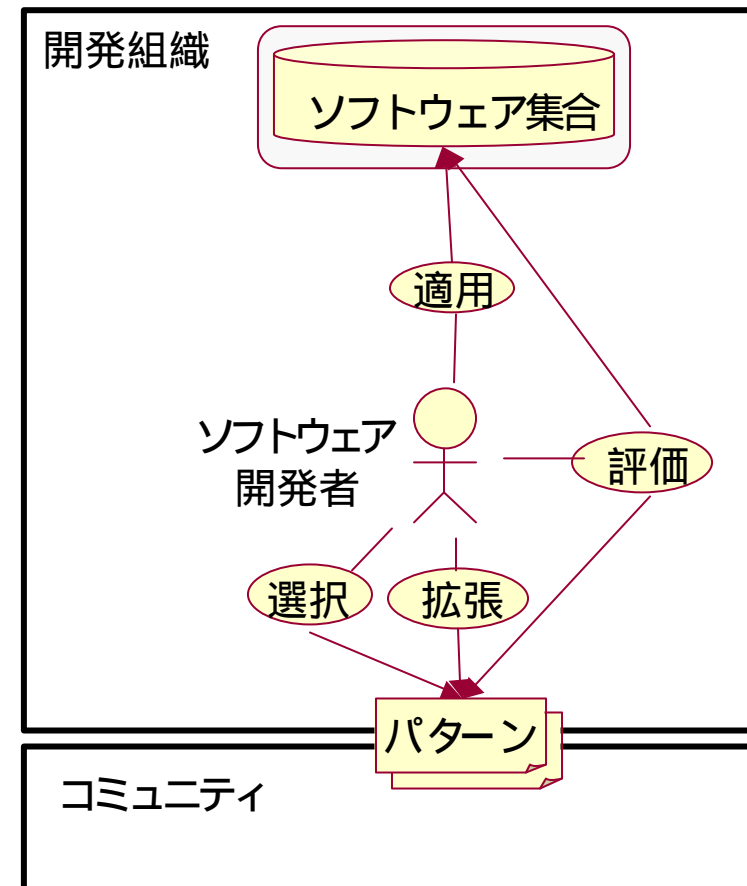 開発組織
ソフトウェア集合
適用
ソフトウェア
開発者
評価
選択
拡張
パターン
コミュニティ